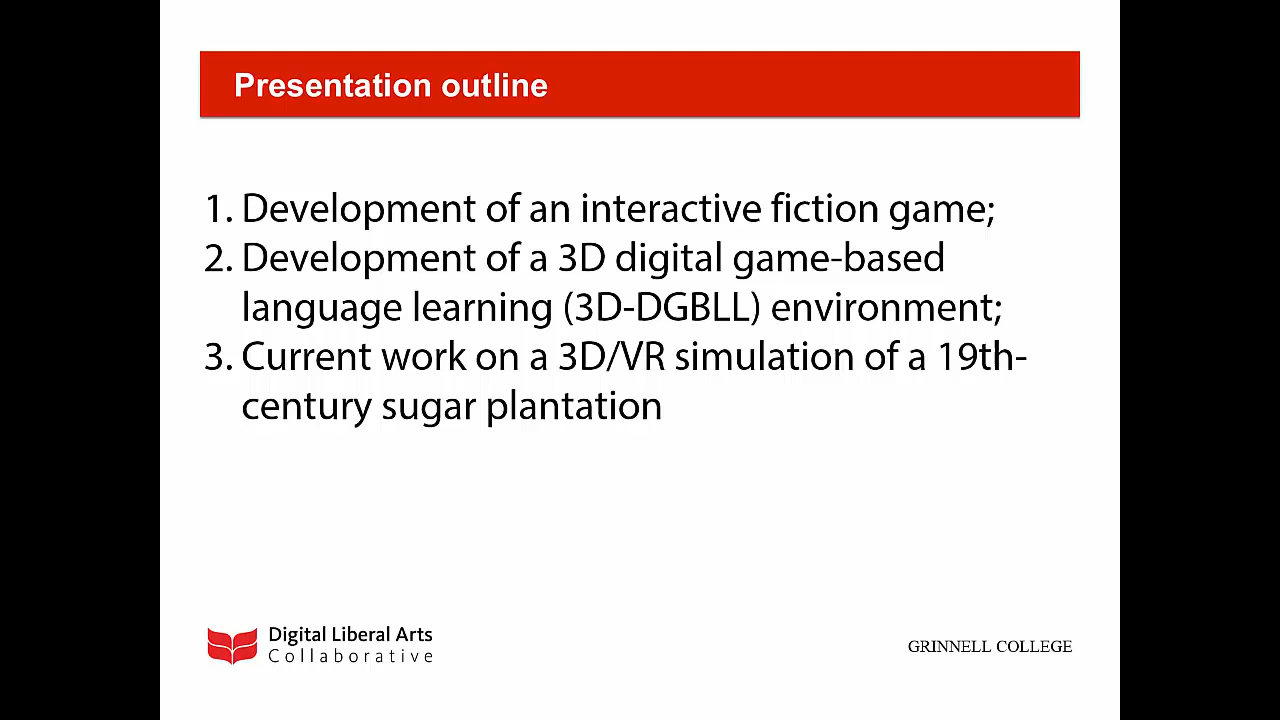 Presentation outline
1. Development of an interactive fiction game;
2. Development of a 3D digital game-based
language learning (3D-DGBLL) environment;
3. Current work on a 3D/VR simulation of a 19th-
century sugar plantation
Digital Liberal Arts
Collaborative
GRINNELL COLLEGE